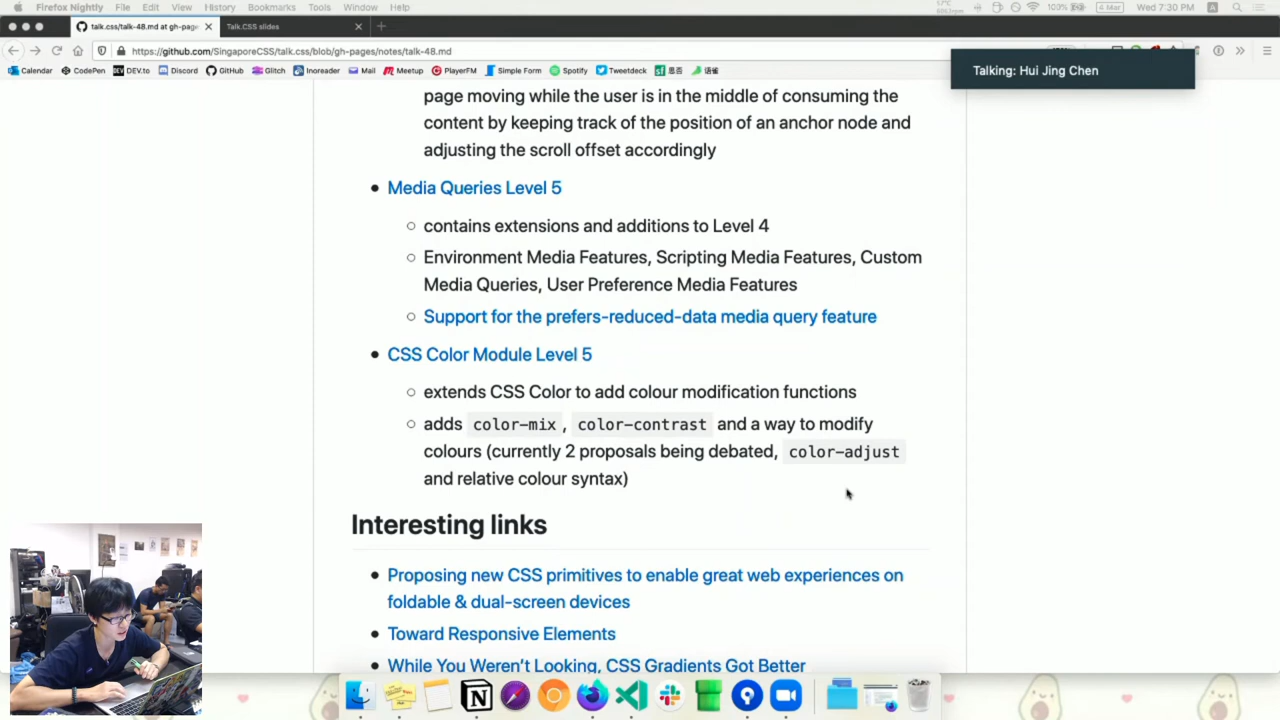 Firefox Nightly File Edit View History Bookmarks Tools Window Help
100% 4 Mar Wed 7:30 PM
talk.css/talk-48.md at gh-page
Talk.CSS slides
https://github.com/SingaporeCSS/talk.css/blob/gh-pages/notes/talk-48.md
Calendar CodePen DEV.to Discord GitHub Glitch Inoreader Mail Meetup PlayerFM Simple Form Spotify Tweetdeck 思否 语雀
Talking: Hui Jing Chen
page moving while the user is in the middle of consuming the
content by keeping track of the position of an anchor node and
adjusting the scroll offset accordingly
Media Queries Level 5
contains extensions and additions to Level 4
Environment Media Features, Scripting Media Features, Custom
Media Queries, User Preference Media Features
Support for the prefers-reduced-data media query feature
CSS Color Module Level 5
extends CSS Color to add colour modification functions
adds color-mix , color-contrast and a way to modify
colours (currently 2 proposals being debated, color-adjust
and relative colour syntax)
Interesting links
Proposing new CSS primitives to enable great web experiences on
foldable & dual-screen devices
Toward Responsive Elements
While You Weren't Looking, CSS Gradients Got Better